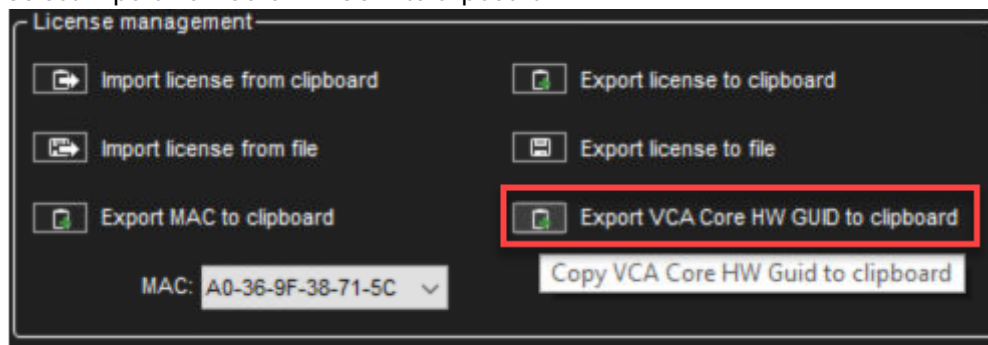 License management
Import license from clipboard
Export license to clipboard
Import license from file
Export license to file
Export MAC to clipboard
Export VCA Core HW GUID to clipboard
MAC: A0-36-9F-38-71-5C
Copy VCA Core HW Guid to clipboard